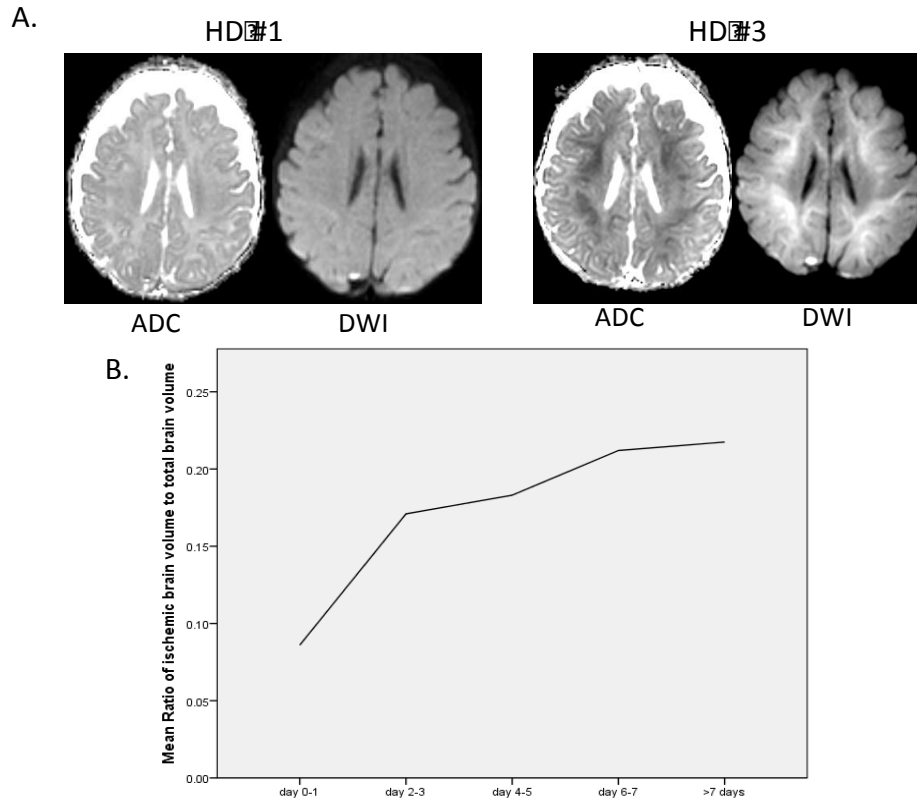 A.
HD #1
HD #3
ADC
DWI
ADC
DWI
B.
Mean Ratio of ischemic brain volume to total brain volume
0.25
0.20
0.15
0.10
0.05
0.00
day 0-1
day 2-3
day 4-5
day 6-7
>7 days